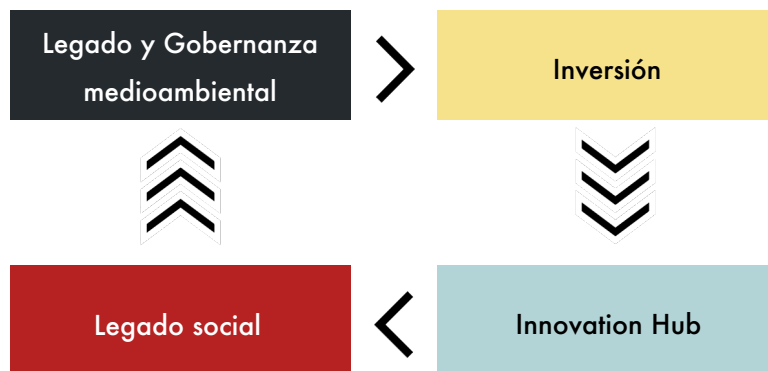 Legado y Gobernanza
medioambiental
Inversión
Legado social
Innovation Hub